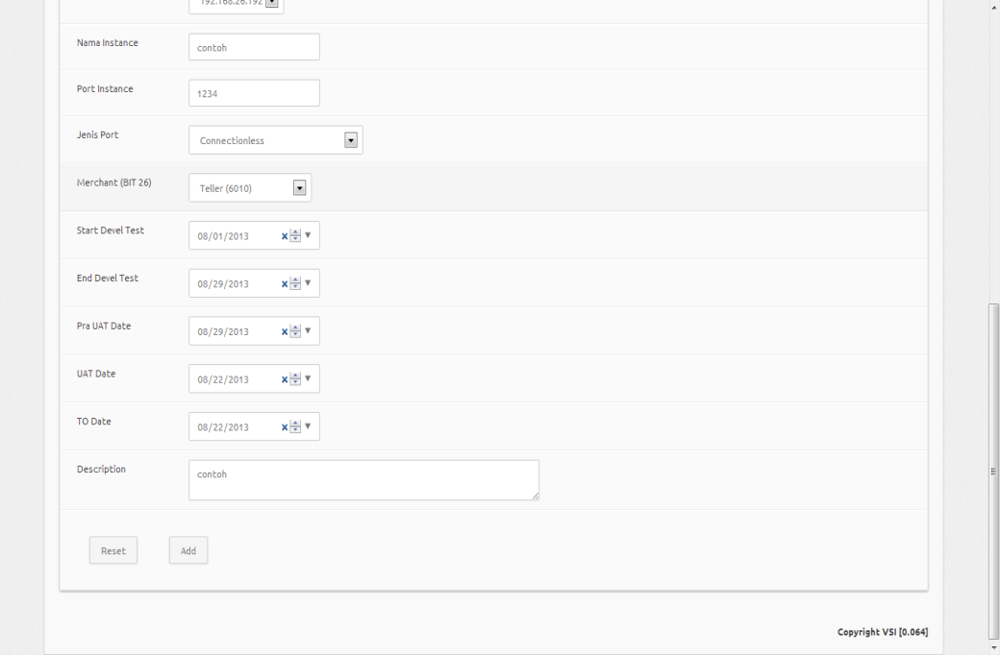 192.168.26.192
Nama Instance
contoh
Port Instance
1234
Jenis Port
Connectionless
Merchant (BIT 26)
Teller (6010)
Start Devel Test
08/01/2013
End Devel Test
08/29/2013
Pra UAT Date
08/29/2013
UAT Date
08/22/2013
TO Date
08/22/2013
Description
contoh
Reset
Add
Copyright VSI [0.064]